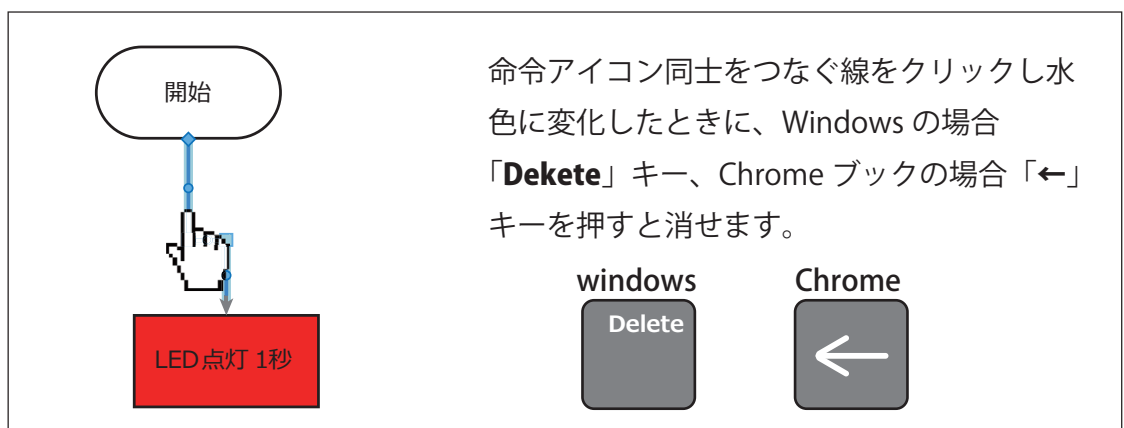 開始
LED点灯 1秒
命令アイコン同士をつなぐ線をクリックし水
色に変化したときに、Windows の場合
「Dekete」キー、Chrome ブックの場合「←」
キーを押すと消せます。
windows
Chrome
Delete
←